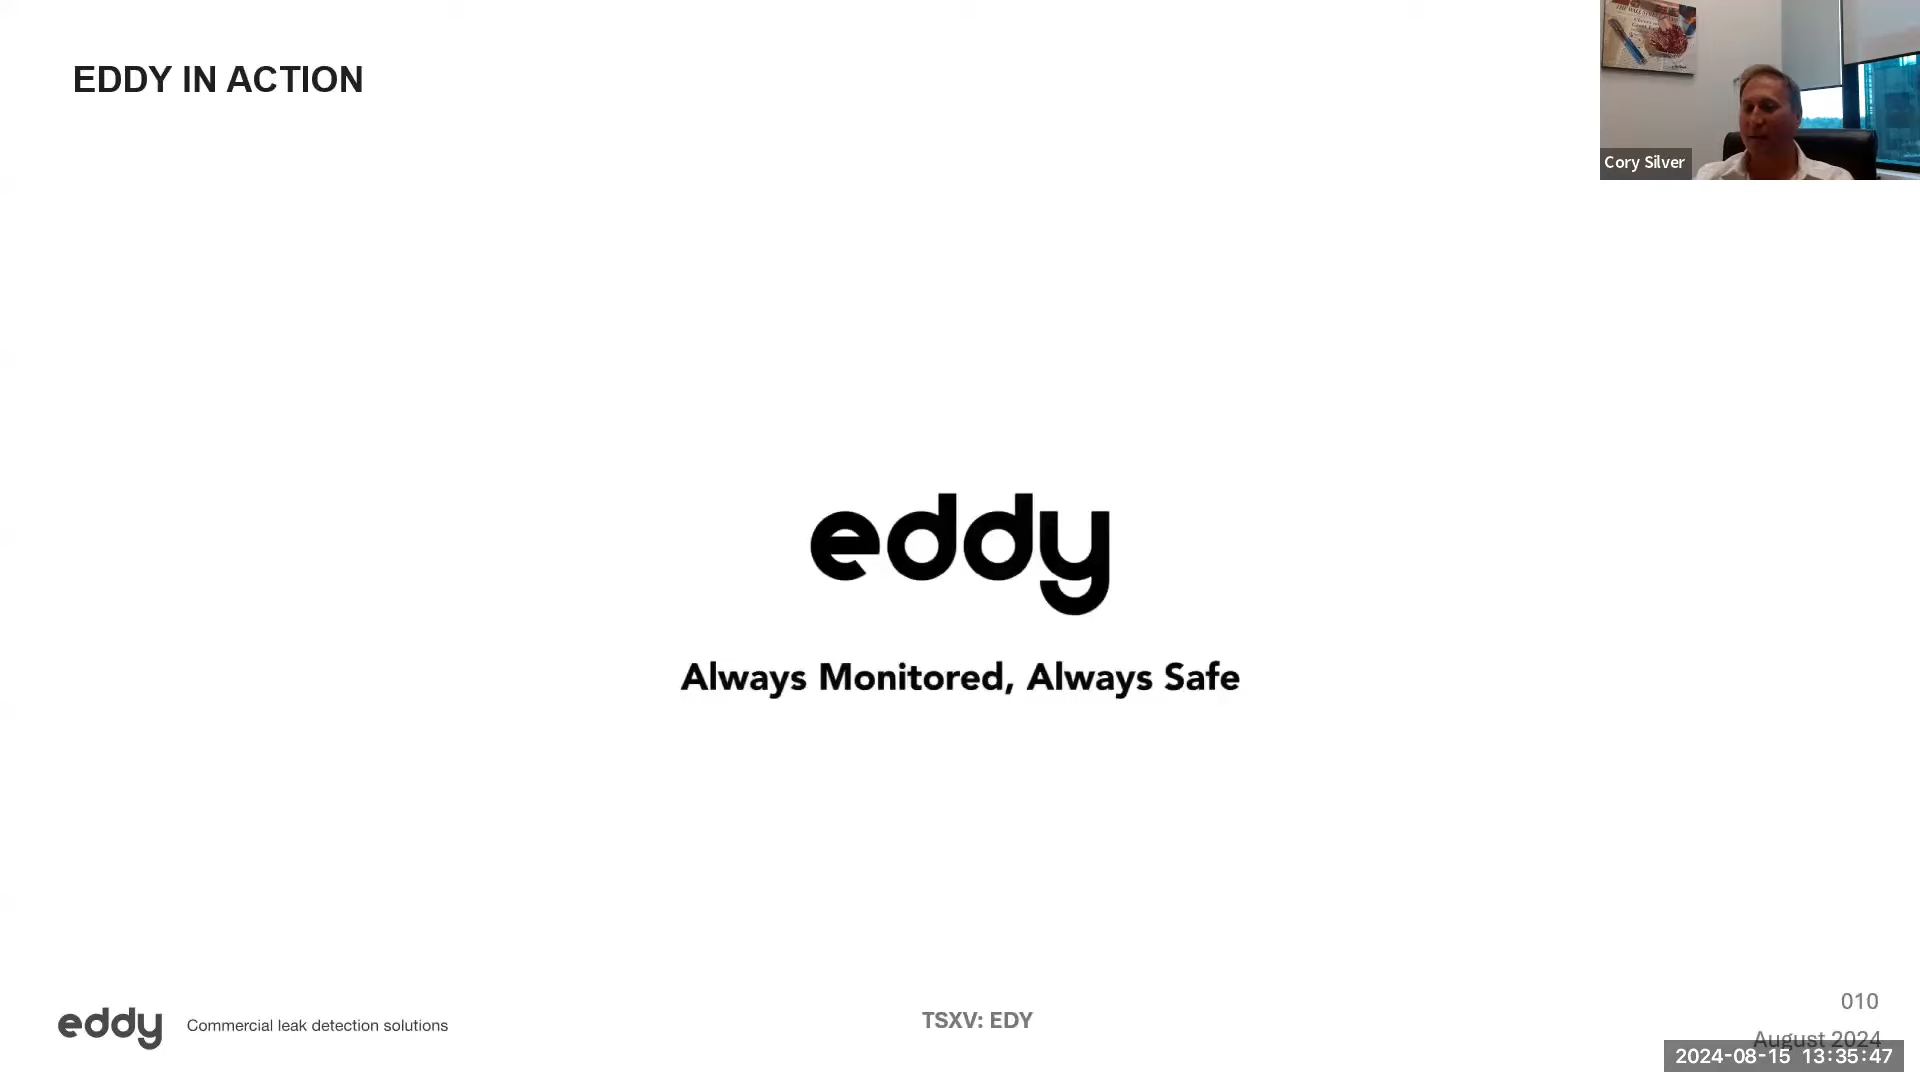 EDDY IN ACTION
Cory Silver
eddy
Always Monitored, Always Safe
eddy
Commercial leak detection solutions
TSXV: EDY
010
August 2024
2024-08-15 13:35:47